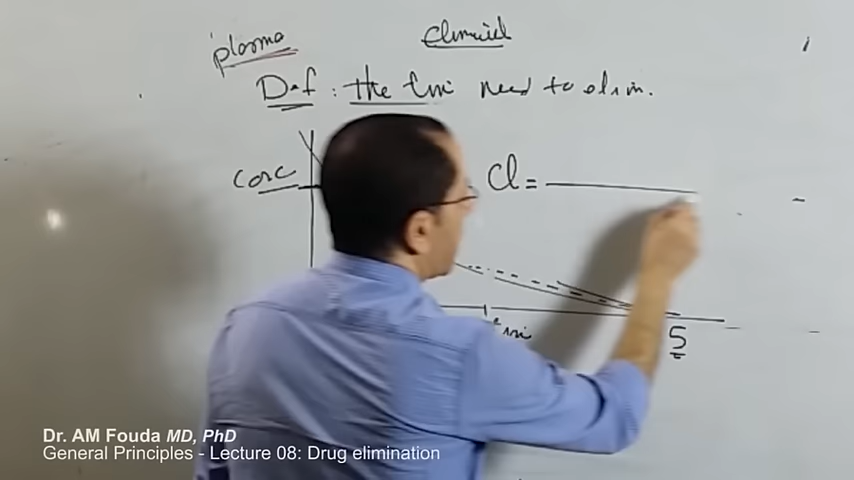 plasma
Def : the time need to elim.
Conc
Cl =
time
5
Dr. AM Fouda MD, PhD
General Principles - Lecture 08: Drug elimination